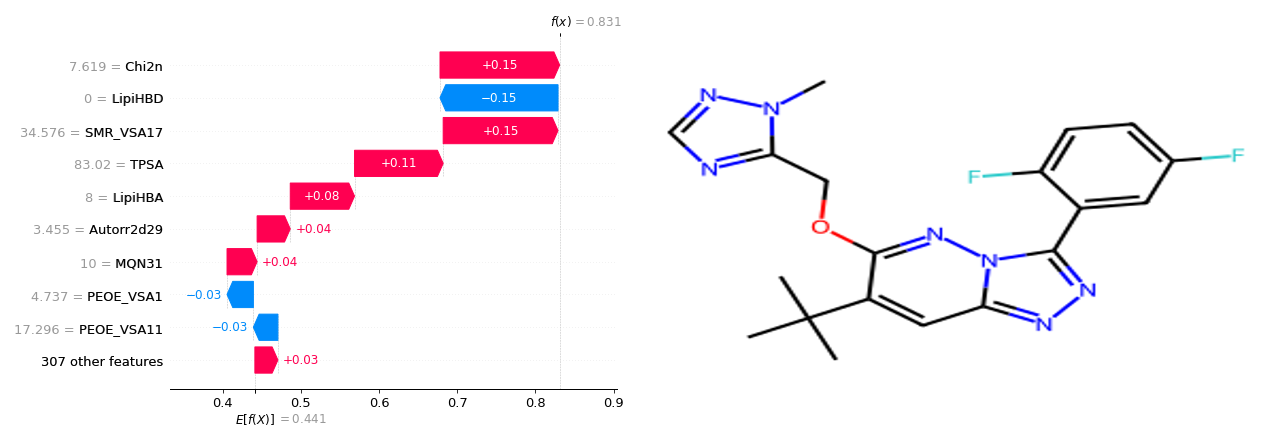 f(x) = 0.831
7.619 = Chi2n
+0.15
0 = LipiHBD
−0.15
34.576 = SMR_VSA17
+0.15
83.02 = TPSA
+0.11
8 = LipiHBA
+0.08
3.455 = Autorr2d29
+0.04
10 = MQN31
+0.04
4.737 = PEOE_VSA1
−0.03
17.296 = PEOE_VSA11
−0.03
307 other features
+0.03
0.4 0.5 0.6 0.7 0.8 0.9
E[f(X)] = 0.441
N
N
N
F
F
O
N
N
N
N